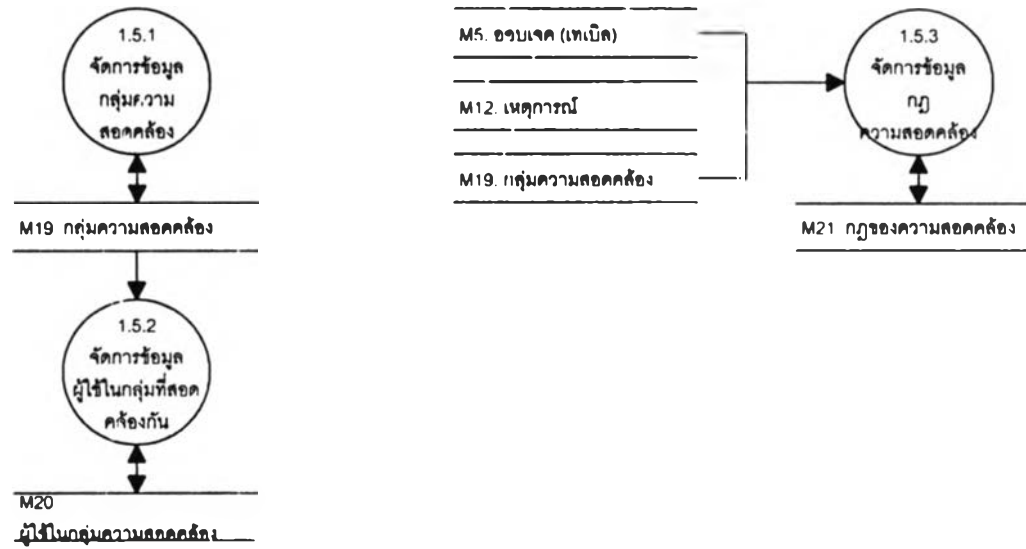 1.5.1
จัดการข้อมูล
กลุ่มความ
สอดคล้อง
M19 กลุ่มความสอดคล้อง
1.5.2
จัดการข้อมูล
ผู้ใช้ในกลุ่มที่สอด
คล้องกัน
M20
ผู้ใช้ในกลุ่มความสอดคล้อง
M5. ออบเจค (เทเบิล)
M12. เหตุการณ์
M19. กลุ่มความสอดคล้อง
1.5.3
จัดการข้อมูล
กฎ
ความสอดคล้อง
M21 กฎของความสอดคล้อง